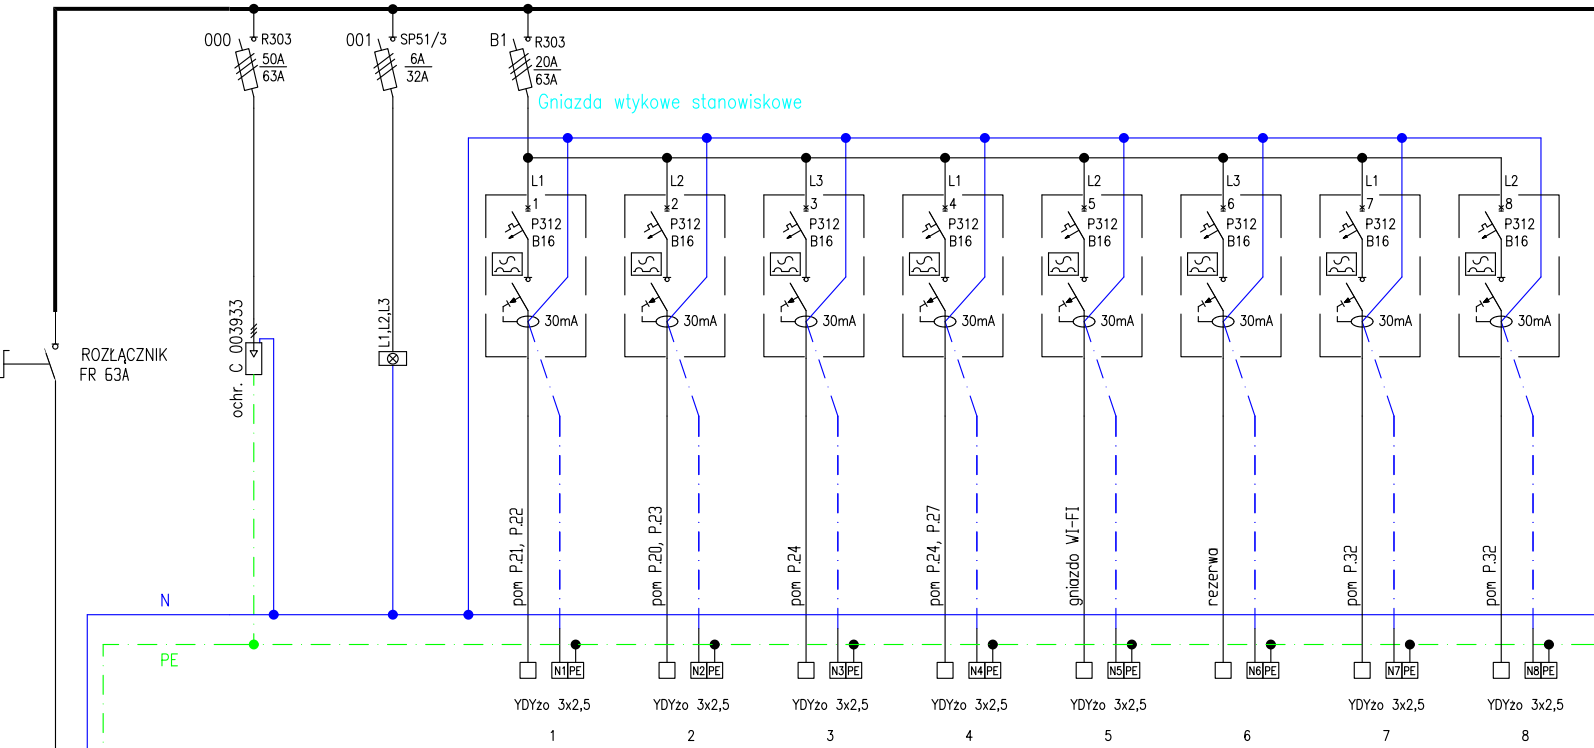 000 R303
50A
63A
001 SP51/3
6A
32A
B1 R303
20A
63A
Gniazda wtykowe stanowiskowe
L1 L2 L3 L1 L2 L3 L1 L2
1 2 3 4 5 6 7 8
P312 P312 P312 P312 P312 P312 P312 P312
B16 B16 B16 B16 B16 B16 B16 B16
30mA 30mA 30mA 30mA 30mA 30mA 30mA 30mA
ROZŁĄCZNIK
FR 63A
ochr. C 003933
L1,L2,L3
pom P.21, P.22
pom P.20, P.23
pom P.24
pom P.24, P.27
gniazdo WI-FI
rezerwa
pom P.32
pom P.32
N
PE
N1 PE N2 PE N3 PE N4 PE N5 PE N6 PE N7 PE N8 PE
YDYżo 3x2,5 YDYżo 3x2,5 YDYżo 3x2,5 YDYżo 3x2,5 YDYżo 3x2,5 YDYżo 3x2,5 YDYżo 3x2,5
1 2 3 4 5 6 7 8